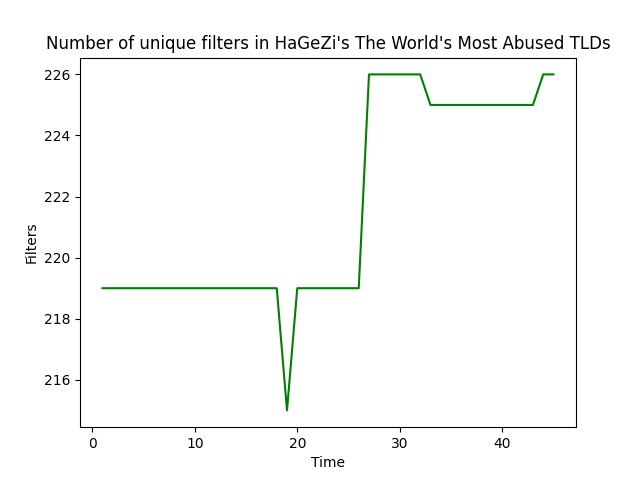 Number of unique filters in HaGeZi's The World's Most Abused TLDs
226
224
222
220
218
216
Filters
0 10 20 30 40
Time